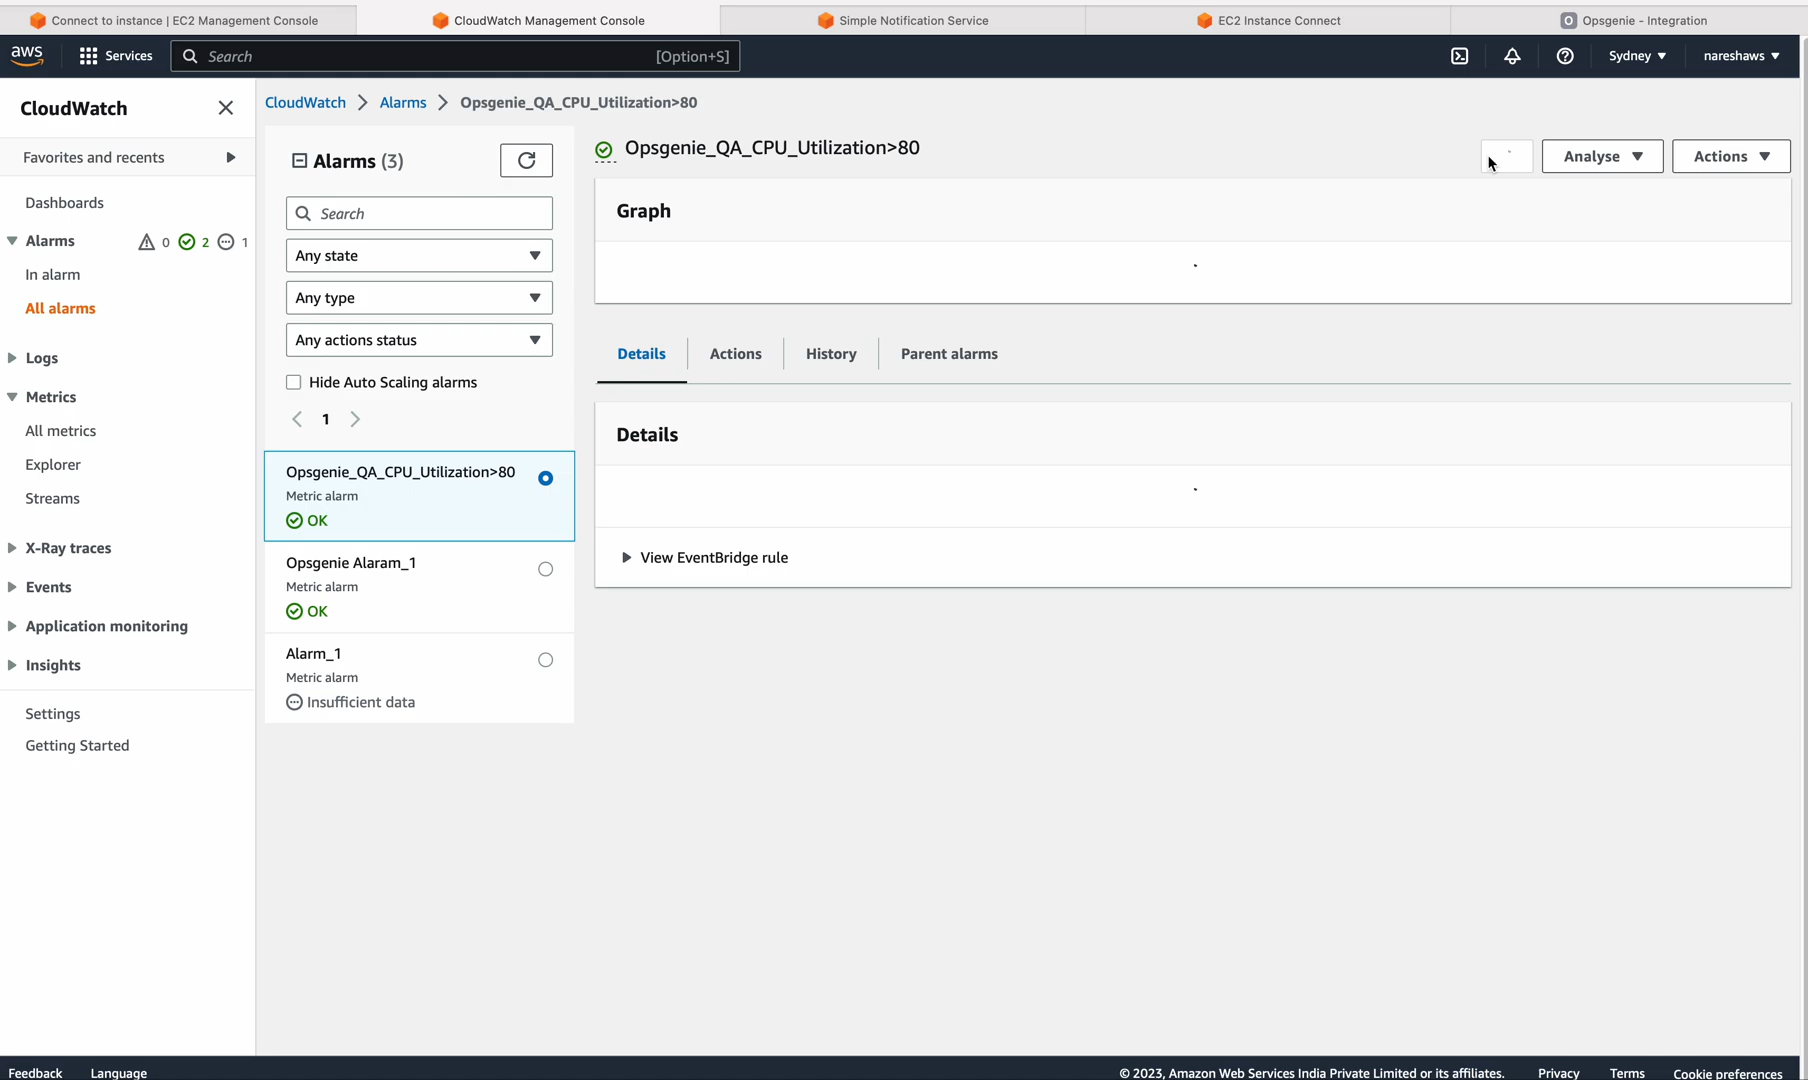 Connect to instance | EC2 Management Console
CloudWatch Management Console
Simple Notification Service
EC2 Instance Connect
Opsgenie - Integration
aws
Services
Search
[Option+S]
Sydney
nareshaws
CloudWatch
Favorites and recents
Dashboards
Alarms 0 2 1
In alarm
All alarms
Logs
Metrics
All metrics
Explorer
Streams
X-Ray traces
Events
Application monitoring
Insights
Settings
Getting Started
CloudWatch
Alarms
Opsgenie_QA_CPU_Utilization>80
Alarms (3)
Search
Any state
Any type
Any actions status
Hide Auto Scaling alarms
1
Opsgenie_QA_CPU_Utilization>80
Metric alarm
OK
Opsgenie Alaram_1
Metric alarm
OK
Alarm_1
Metric alarm
Insufficient data
Opsgenie_QA_CPU_Utilization>80
Analyse
Actions
Graph
Details
Actions
History
Parent alarms
Details
View EventBridge rule
Feedback
Language
© 2023, Amazon Web Services India Private Limited or its affiliates.
Privacy
Terms
Cookie preferences